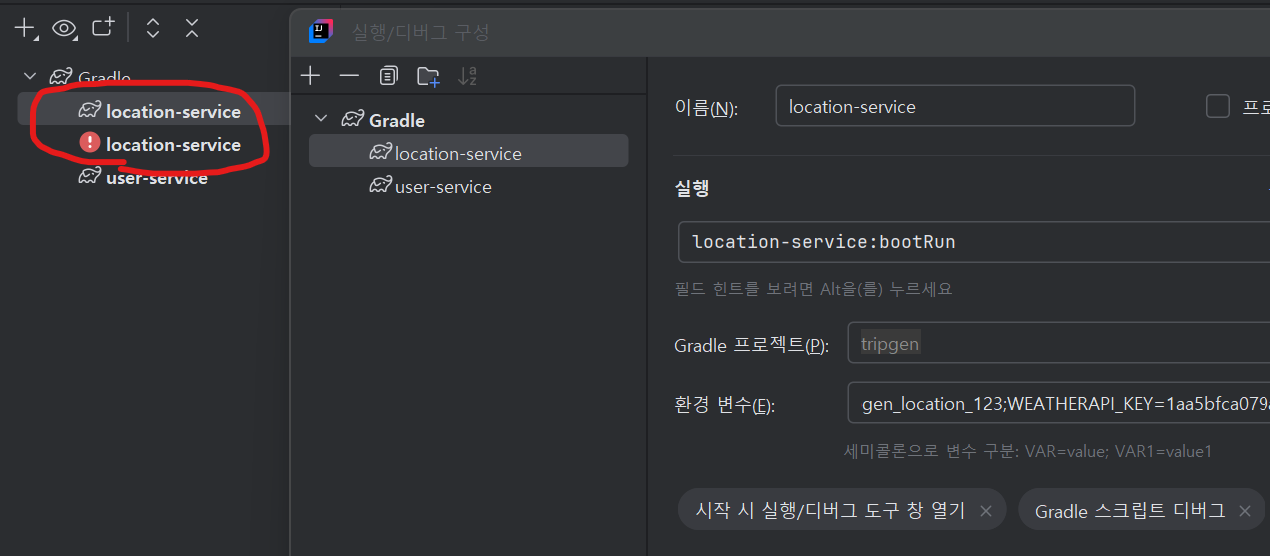 실행/디버그 구성
Gradle
location-service
location-service
user-service
Gradle
location-service
user-service
이름(N):
location-service
프로
실행
location-service:bootRun
필드 힌트를 보려면 Alt을(를) 누르세요
Gradle 프로젝트(P):
tripgen
환경 변수(E):
gen_location_123;WEATHERAPI_KEY=1aa5bfca079
세미콜론으로 변수 구분: VAR=value; VAR1=value1
시작 시 실행/디버그 도구 창 열기
Gradle 스크립트 디버그